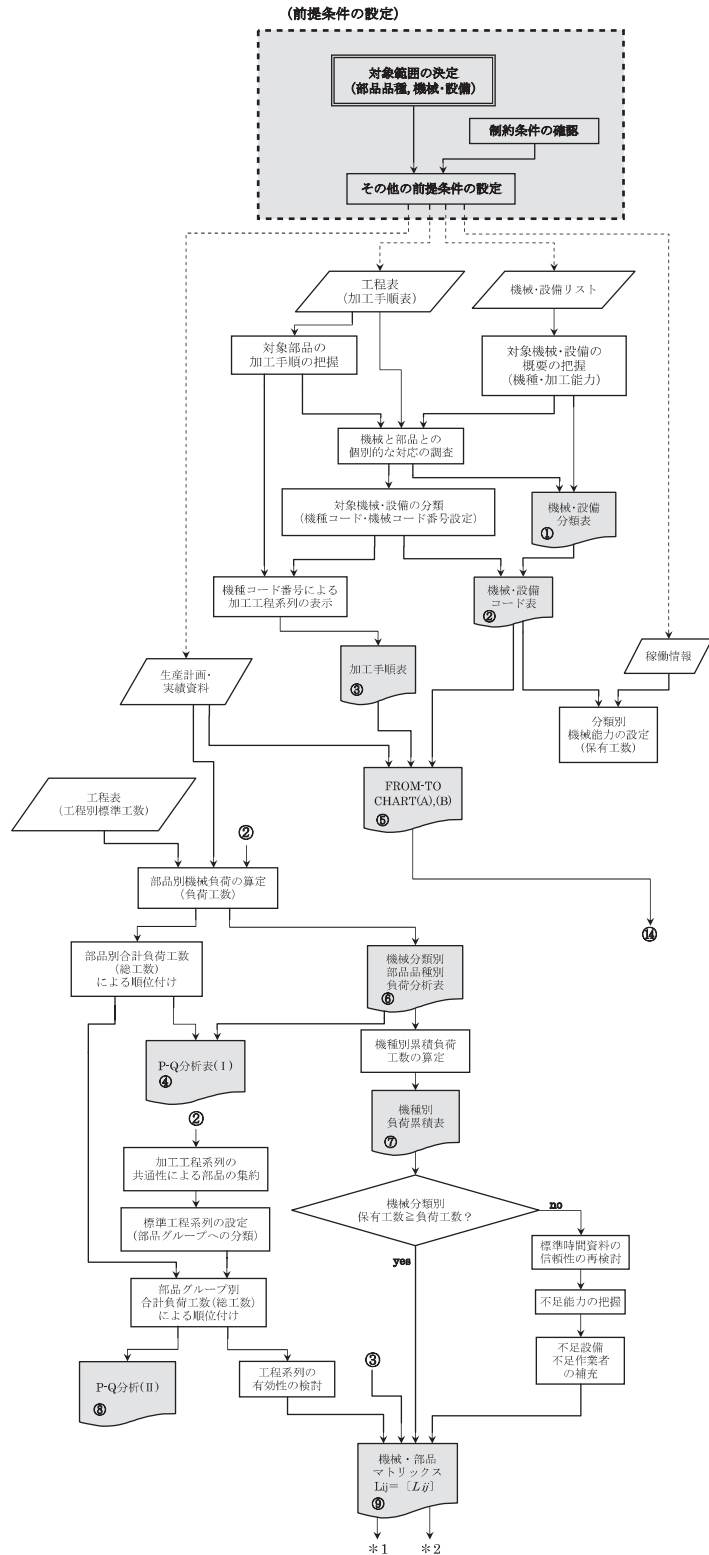 (前提条件の設定)
対象範囲の決定
(部品品種, 機械・設備)
制約条件の確認
その他の前提条件の設定
工程表
(加工手順表)
機械・設備リスト
対象部品の
加工手順の把握
対象機械・設備の
概要の把握
(機種・加工能力)
機械と部品との
個別的な対応の調査
対象機械・設備の分類
(機種コード・機械コード番号設定)
機械・設備
分類表
①
機種コード番号による
加工工程系列の表示
機械・設備
コード表
②
生産計画・
実績資料
加工手順表
③
稼働情報
分類別
機械能力の設定
(保有工数)
工程表
(工程別標準工数)
FROM-TO
CHART(A),(B)
⑤
②
部品別機械負荷の算定
(負荷工数)
⑭
部品別合計負荷工数
(総工数)
による順位付け
機械分類別
部品品種別
負荷分析表
⑥
P-Q分析表(I)
④
機種別累積負荷
工数の算定
機種別
負荷累積表
⑦
②
加工工程系列の
共通性による部品の集約
標準工程系列の設定
(部品グループへの分類)
機械分類別
保有工数≧負荷工数？
no
yes
標準時間資料の
信頼性の再検討
部品グループ別
合計負荷工数(総工数)
による順位付け
不足能力の把握
不足設備
不足作業者
の補充
P-Q分析(II)
⑧
工程系列の
有効性の検討
③
機械・部品
マトリックス
Lij=［Lij］
⑨
＊1
＊2